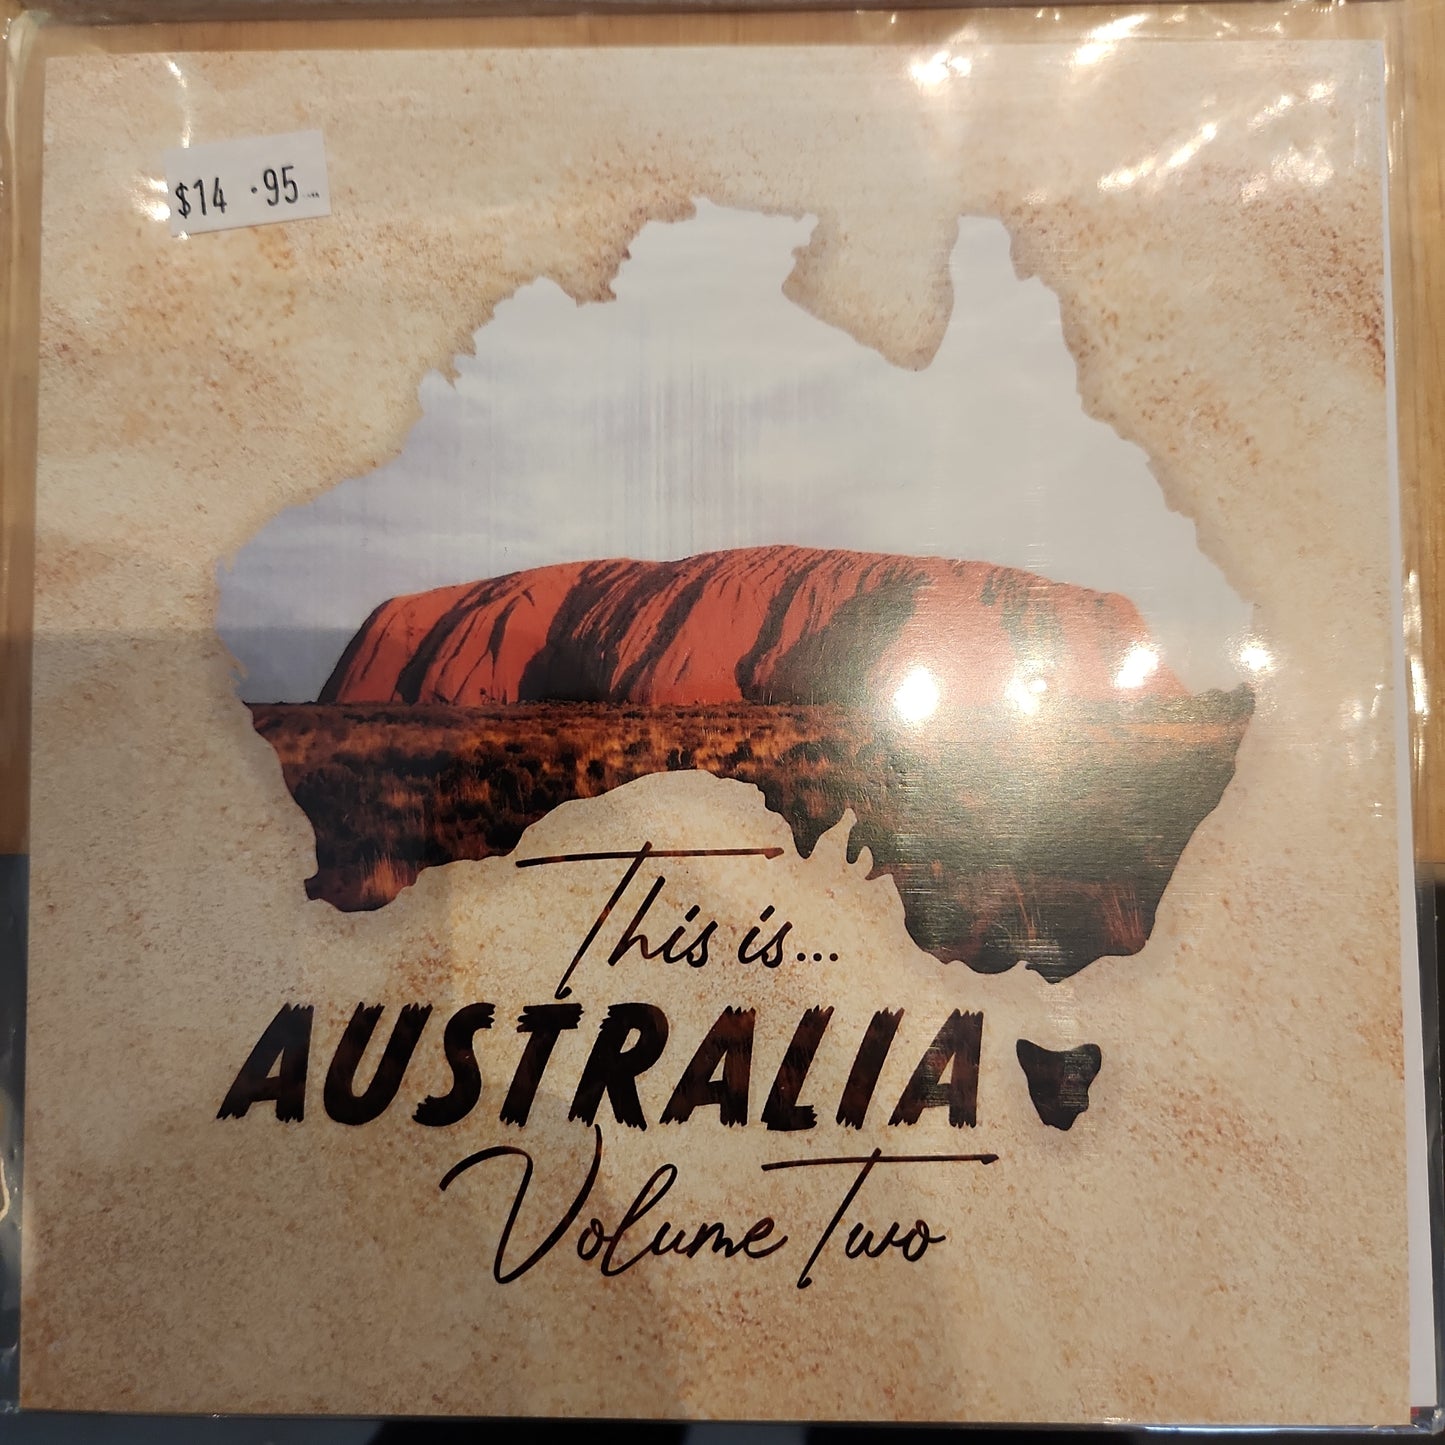 $14 .95
This is...
AUSTRALIA
Volume Two